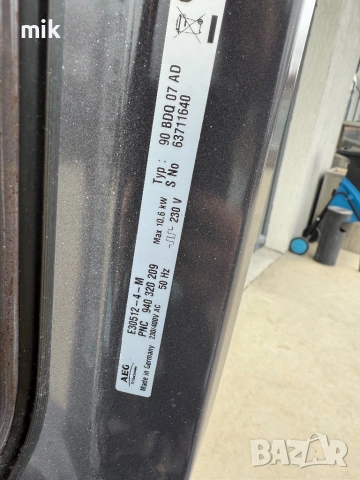 mik
AEG
Made in Germany
E30512-4-M
PNC 940 320 209
230/400V AC 50 Hz
Max 10.6 kw
230 V
Typ : 90 BDQ 07 AD
S No 63711640
BAZAR
bg